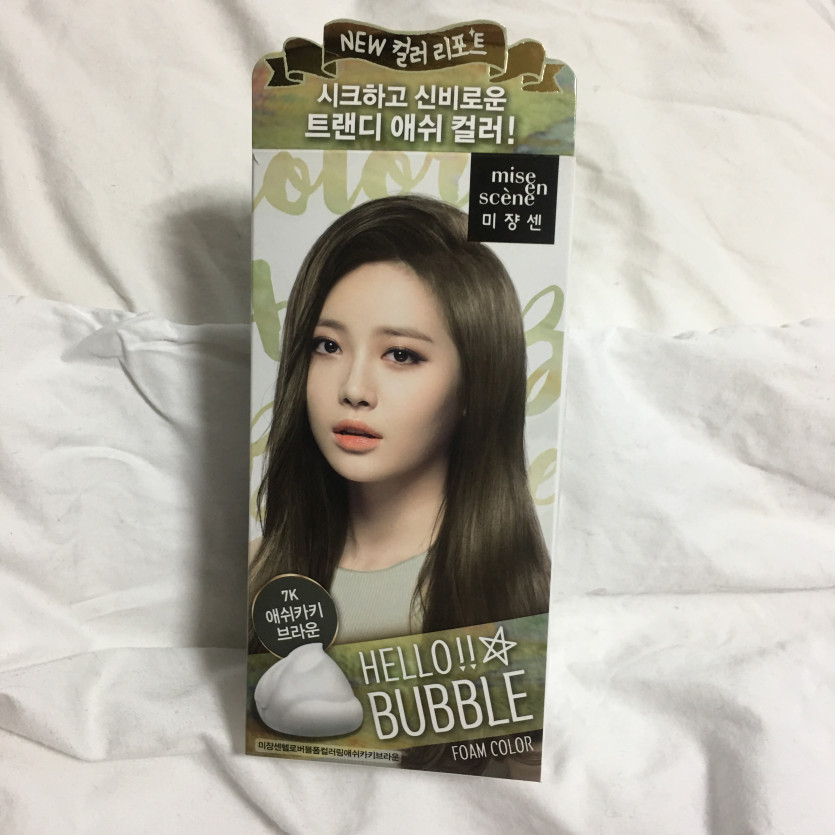 NEW 컬러 리포트
시크하고 신비로운
트랜디 애쉬 컬러!
mise
en
scène
미쟝센
7K
애쉬카키
브라운
HELLO!!
BUBBLE
FOAM COLOR
미쟝센헬로버블폼컬러링애쉬카키브라운